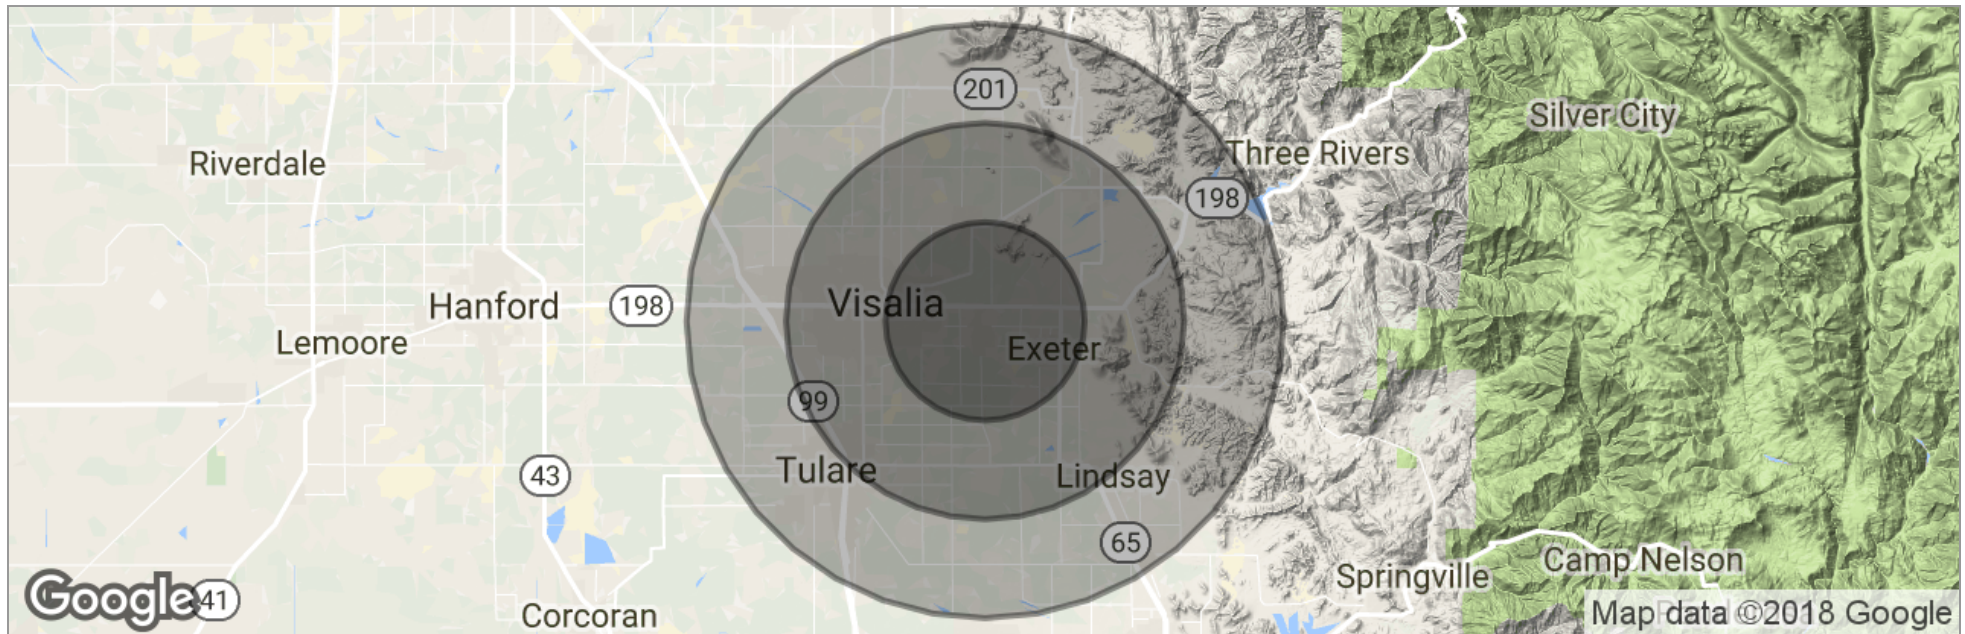 201
Silver City
Three Rivers
Riverdale
198
Visalia
Hanford
198
Lemoore
Exeter
99
Tulare
Lindsay
43
65
Camp Nelson
Springville
Google
41
Corcoran
Map data ©2018 Google